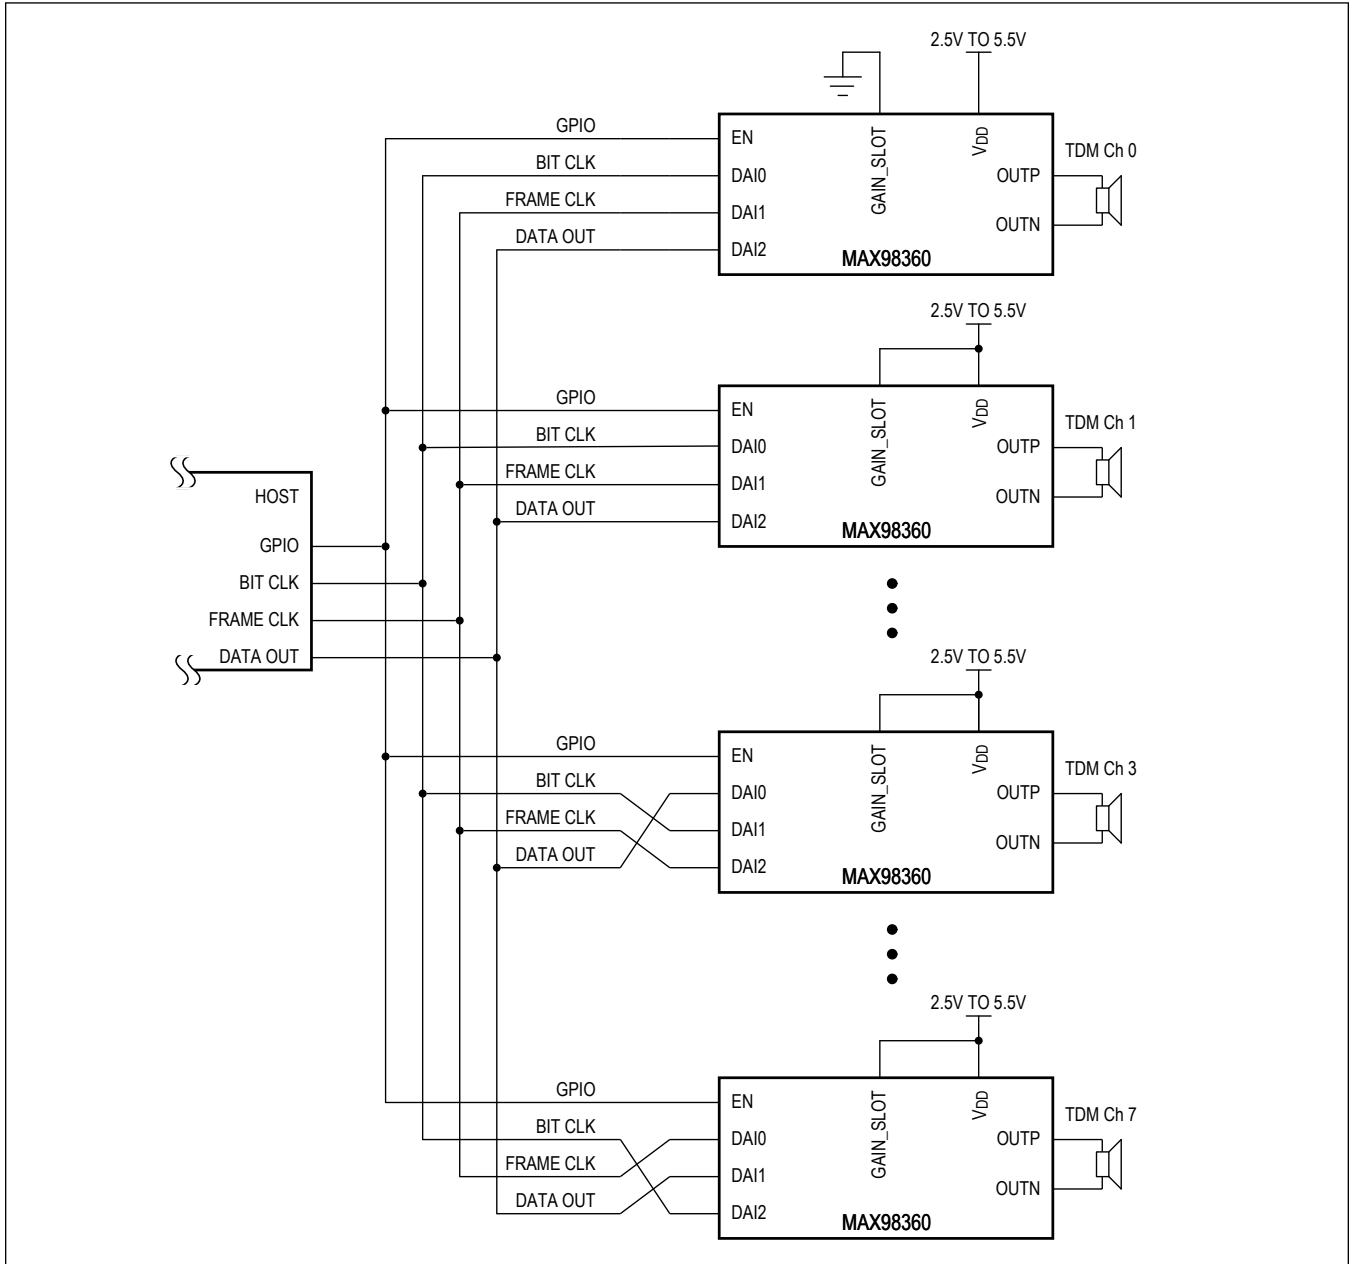 2.5V TO 5.5V
GPIO
BIT CLK
FRAME CLK
DATA OUT
EN
DAI0
DAI1
DAI2
GAIN_SLOT
VDD
OUTP
OUTN
MAX98360
TDM Ch 0
2.5V TO 5.5V
GPIO
BIT CLK
FRAME CLK
DATA OUT
EN
DAI0
DAI1
DAI2
GAIN_SLOT
VDD
OUTP
OUTN
MAX98360
TDM Ch 1
HOST
GPIO
BIT CLK
FRAME CLK
DATA OUT
2.5V TO 5.5V
GPIO
BIT CLK
FRAME CLK
DATA OUT
EN
DAI0
DAI1
DAI2
GAIN_SLOT
VDD
OUTP
OUTN
MAX98360
TDM Ch 3
2.5V TO 5.5V
GPIO
BIT CLK
FRAME CLK
DATA OUT
EN
DAI0
DAI1
DAI2
GAIN_SLOT
VDD
OUTP
OUTN
MAX98360
TDM Ch 7